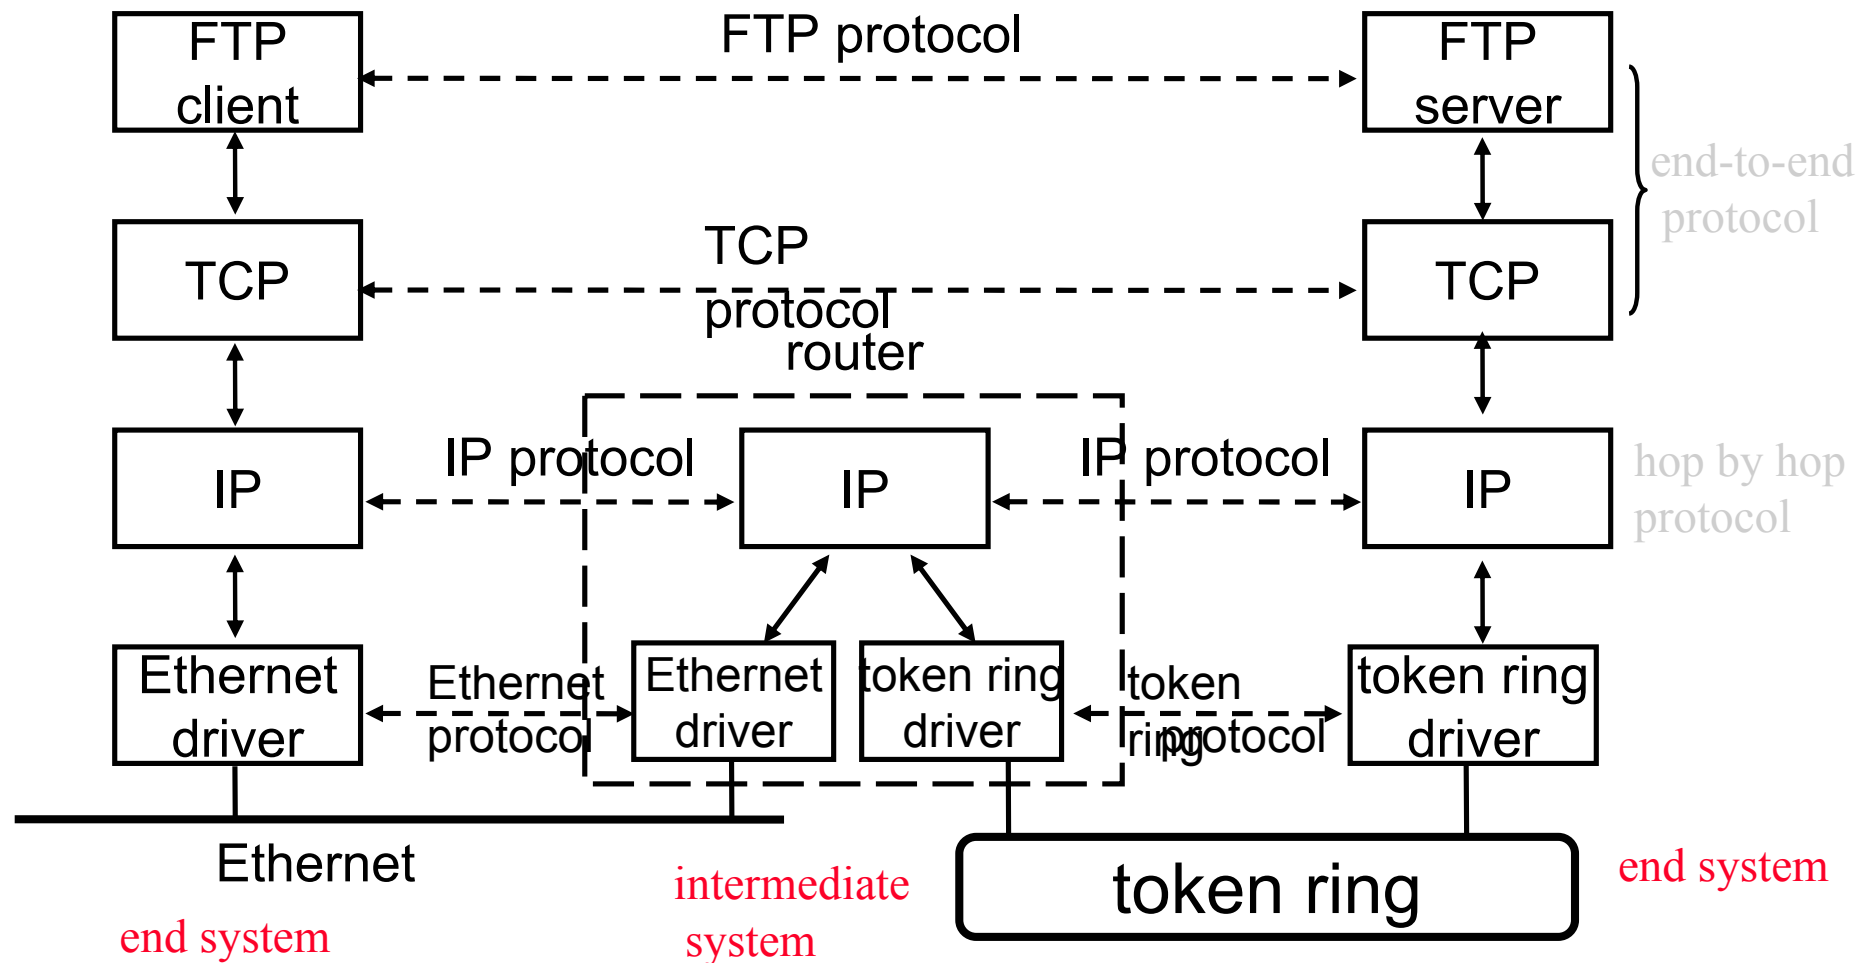 FTP
client
FTP protocol
FTP
server
end-to-end
protocol
TCP
TCP
protocol
TCP
router
IP
IP protocol
IP
IP protocol
IP
hop by hop
protocol
Ethernet
driver
Ethernet
protocol
Ethernet
driver
token ring
driver
token
ring
protocol
token ring
driver
Ethernet
token ring
end system
intermediate
system
end system